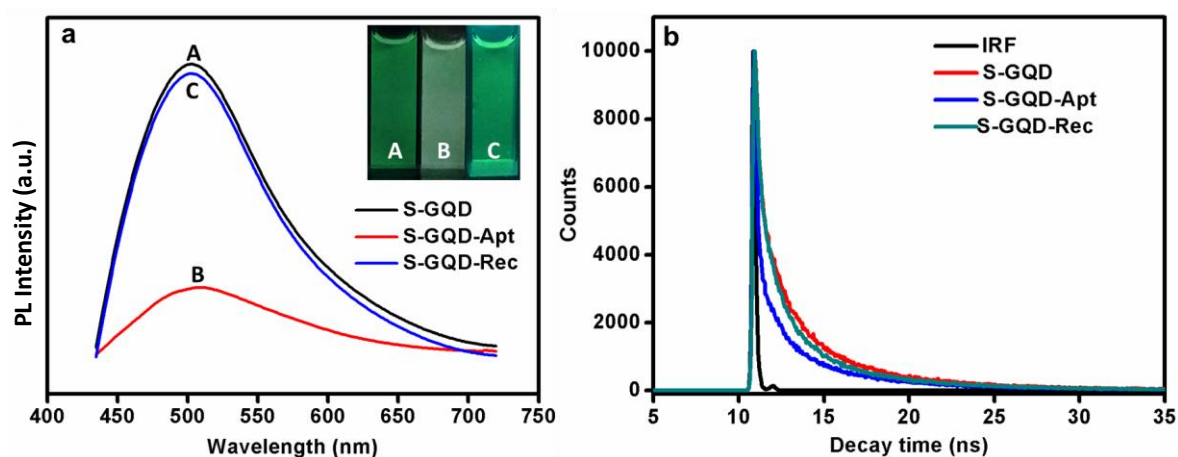 a
A
C
B
A B C
S-GQD
S-GQD-Apt
S-GQD-Rec
PL Intensity (a.u.)
400 450 500 550 600 650 700 750
Wavelength (nm)
b
IRF
S-GQD
S-GQD-Apt
S-GQD-Rec
Counts
10000
8000
6000
4000
2000
0
5 10 15 20 25 30 35
Decay time (ns)